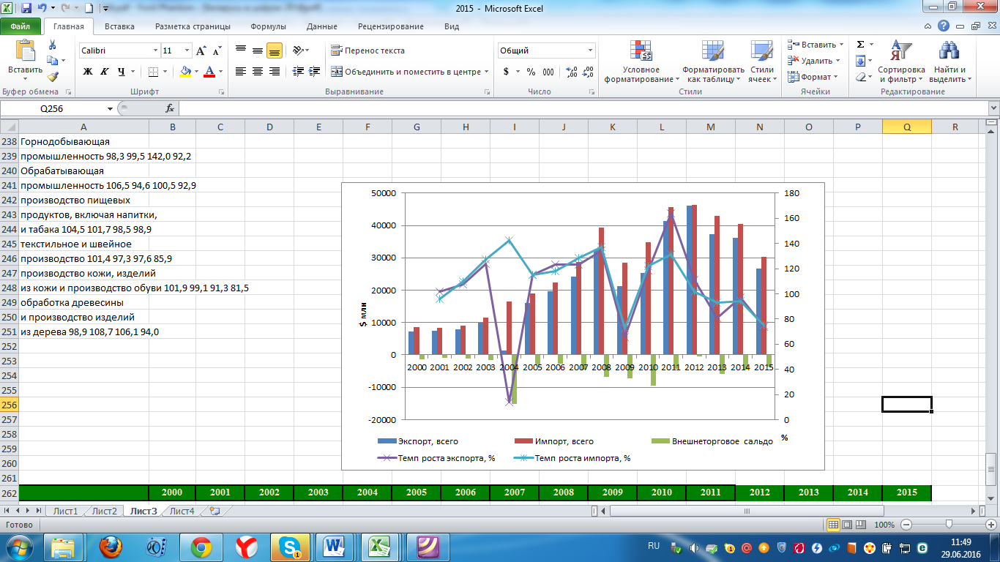 2015 - Microsoft Excel
Файл Главная Вставка Разметка страницы Формулы Данные Рецензирование Вид
Вставить
Буфер обмена
Calibri 11
Ж К Ч
Шрифт
Перенос текста
Объединить и поместить в центре
Выравнивание
Общий
$ % 000
Число
Условное форматирование
Форматировать как таблицу
Стили ячеек
Стили
Вставить
Удалить
Формат
Ячейки
Сортировка и фильтр
Найти и выделить
Редактирование
Q256 fx
A B C D E F G H I J K L M N O P Q R
238 Горнодобывающая
239 промышленность 98,3 99,5 142,0 92,2
240 Обрабатывающая
241 промышленность 106,5 94,6 100,5 92,9
242 производство пищевых
243 продуктов, включая напитки,
244 и табака 104,5 101,7 98,5 98,9
245 текстильное и швейное
246 производство 101,4 97,3 97,6 85,9
247 производство кожи, изделий
248 из кожи и производство обуви 101,9 99,1 91,3 81,5
249 обработка древесины
250 и производство изделий
251 из дерева 98,9 108,7 106,1 94,0
252
253
254
255
256
257
258
259
260
261
262 2000 2001 2002 2003 2004 2005 2006 2007 2008 2009 2010 2011 2012 2013 2014 2015
$ млн
50000
40000
30000
20000
10000
0
-10000
-20000
180
160
140
120
100
80
60
40
20
0
2000 2001 2002 2003 2004 2005 2006 2007 2008 2009 2010 2011 2012 2013 2014 2015
%
Экспорт, всего Импорт, всего Внешнеторговое сальдо
Темп роста экспорта, % Темп роста импорта, %
Лист1 Лист2 Лист3 Лист4
Готово 100%
RU
11:49
29.06.2016